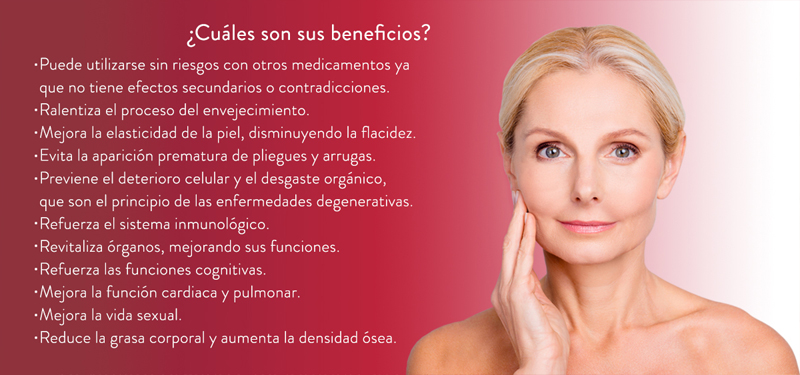 ¿Cuáles son sus beneficios?
·Puede utilizarse sin riesgos con otros medicamentos ya
que no tiene efectos secundarios o contradicciones.
·Ralentiza el proceso del envejecimiento.
·Mejora la elasticidad de la piel, disminuyendo la flacidez.
·Evita la aparición prematura de pliegues y arrugas.
·Previene el deterioro celular y el desgaste orgánico,
que son el principio de las enfermedades degenerativas.
·Refuerza el sistema inmunológico.
·Revitaliza órganos, mejorando sus funciones.
·Refuerza las funciones cognitivas.
·Mejora la función cardiaca y pulmonar.
·Mejora la vida sexual.
·Reduce la grasa corporal y aumenta la densidad ósea.